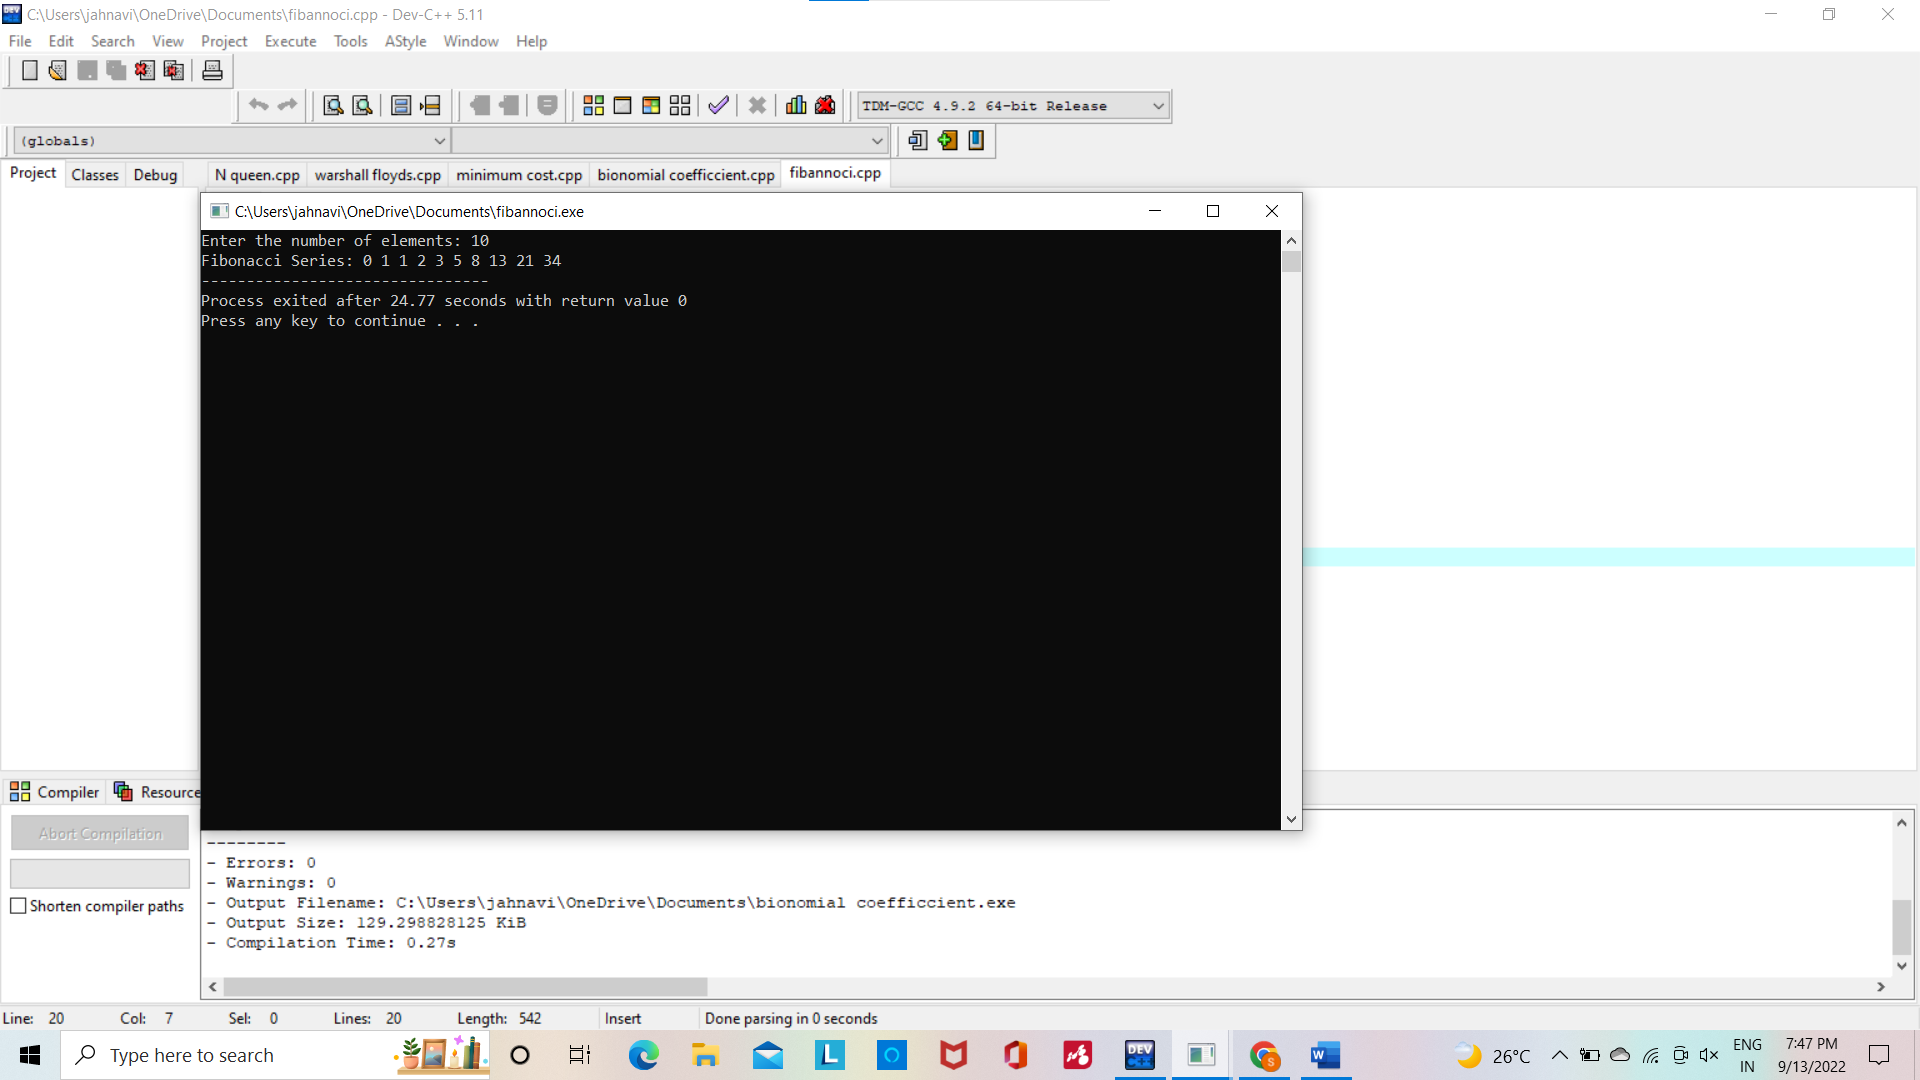 C:\Users\jahnavi\OneDrive\Documents\fibannoci.cpp - Dev-C++ 5.11
File Edit Search View Project Execute Tools AStyle Window Help
TDM-GCC 4.9.2 64-bit Release
(globals)
Project Classes Debug N queen.cpp warshall floyds.cpp minimum cost.cpp bionomial coefficcient.cpp fibannoci.cpp
C:\Users\jahnavi\OneDrive\Documents\fibannoci.exe
Enter the number of elements: 10
Fibonacci Series: 0 1 1 2 3 5 8 13 21 34
--------------------------------
Process exited after 24.77 seconds with return value 0
Press any key to continue . . .
Compiler Resource
Abort Compilation
Shorten compiler paths
--------
- Errors: 0
- Warnings: 0
- Output Filename: C:\Users\jahnavi\OneDrive\Documents\bionomial coefficcient.exe
- Output Size: 129.298828125 KiB
- Compilation Time: 0.27s
Line: 20 Col: 7 Sel: 0 Lines: 20 Length: 542 Insert Done parsing in 0 seconds
Type here to search
L
DEV
W
S
26°C
ENG
IN
7:47 PM
9/13/2022